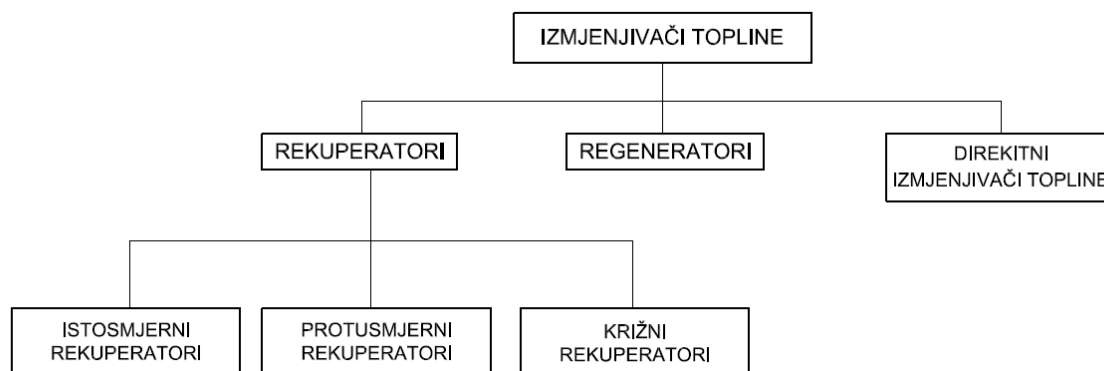 IZMJENJIVAČI TOPLINE
REKUPERATORI
REGENERATORI
DIREKITNI
IZMJENJIVAČI TOPLINE
ISTOSMJERNI
REKUPERATORI
PROTUSMJERNI
REKUPERATORI
KRIŽNI
REKUPERATORI